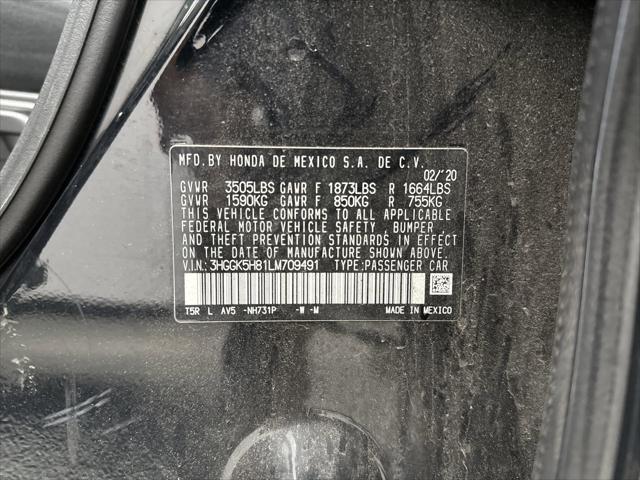 MFD. BY HONDA DE MEXICO S.A. DE C.V.
02/'20
GVWR 3505LBS GAWR F 1873LBS R 1664LBS
GVWR 1590KG GAWR F 850KG R 755KG
THIS VEHICLE CONFORMS TO ALL APPLICABLE
FEDERAL MOTOR VEHICLE SAFETY, BUMPER,
AND THEFT PREVENTION STANDARDS IN EFFECT
ON THE DATE OF MANUFACTURE SHOWN ABOVE.
V.I.N.: 3HGGK5H81LM709491 TYPE: PASSENGER CAR
T5R L AV5 -NH731P -W -M MADE IN MEXICO